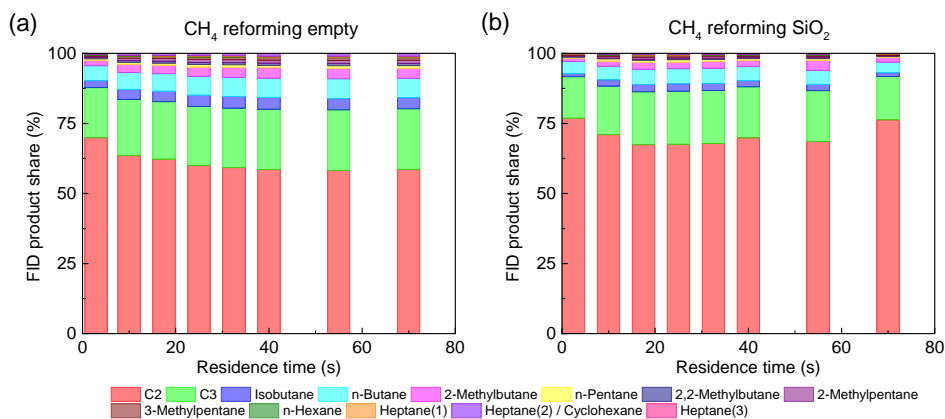 (a)
CH4 reforming empty
FID product share (%)
100
75
50
25
0
0 20 40 60 80
Residence time (s)
(b)
CH4 reforming SiO2
FID product share (%)
100
75
50
25
0
0 20 40 60 80
Residence time (s)
C2 C3 Isobutane n-Butane 2-Methylbutane n-Pentane 2,2-Methylbutane 2-Methylpentane
3-Methylpentane n-Hexane Heptane(1) Heptane(2) / Cyclohexane Heptane(3)